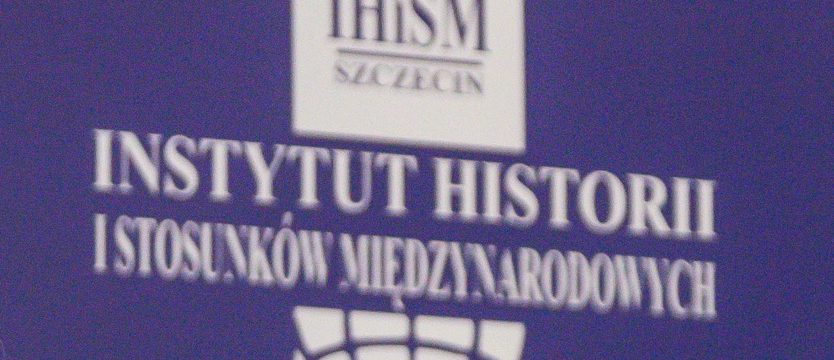 IHiSM
SZCZECIN
INSTYTUT HISTORII
I STOSUNKÓW MIĘDZYNARODOWYCH